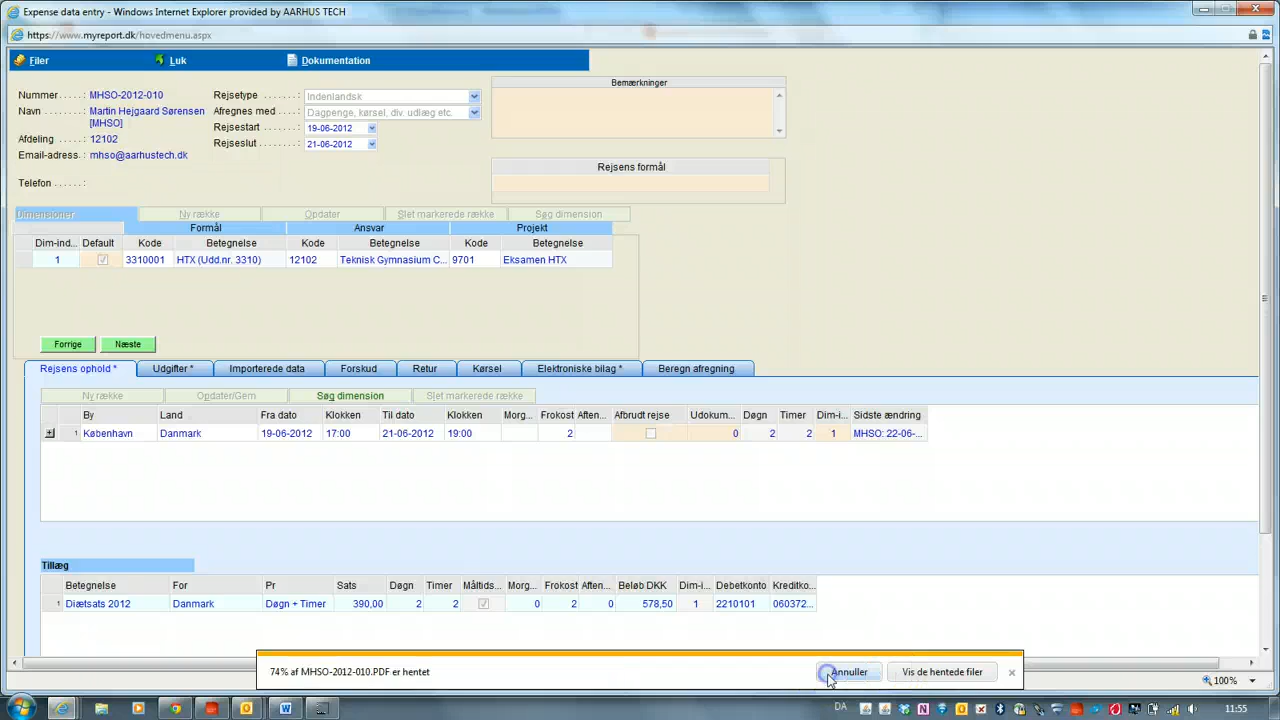 Expense data entry - Windows Internet Explorer provided by AARHUS TECH
https://www.myreport.dk/hovedmenu.aspx
Filer Luk Dokumentation
Nummer . . . . : MHSO-2012-010 Rejsetype . . . . . . . : Indenlandsk Bemærkninger
Navn . . . . . : Martin Hejgaard Sørensen [MHSO] Afregnes med . . . . : Dagpenge, kørsel, div. udlæg etc.
Rejsestart . . . . . . . : 19-06-2012
Afdeling . . . . : 12102 Rejseslut . . . . . . . . : 21-06-2012
Email-adress. : mhso@aarhustech.dk
Rejsens formål
Telefon . . . . . . :
Dimensioner Ny række Opdater Slet markerede række Søg dimension
Formål Ansvar Projekt
Dim-ind... Default Kode Betegnelse Kode Betegnelse Kode Betegnelse
1 3310001 HTX (Udd.nr. 3310) 12102 Teknisk Gymnasium C... 9701 Eksamen HTX
Forrige Næste
Rejsens ophold * Udgifter * Importerede data Forskud Retur Kørsel Elektroniske bilag * Beregn afregning
Ny række Opdater/Gem Søg dimension Slet markerede række
By Land Fra dato Klokken Til dato Klokken Morg... Frokost Aften... Afbrudt rejse Udokum... Døgn Timer Dim-i... Sidste ændring
1 København Danmark 19-06-2012 17:00 21-06-2012 19:00 2 0 2 2 1 MHSO: 22-06-...
Tillæg
Betegnelse For Pr Sats Døgn Timer Måltids... Morg... Frokost Aften... Beløb DKK Dim-i... Debetkonto Kreditko...
1 Diætsats 2012 Danmark Døgn + Timer 390,00 2 2 0 2 0 578,50 1 2210101 060372...
74% af MHSO-2012-010.PDF er hentet Annuller Vis de hentede filer
100%
DA 11:55